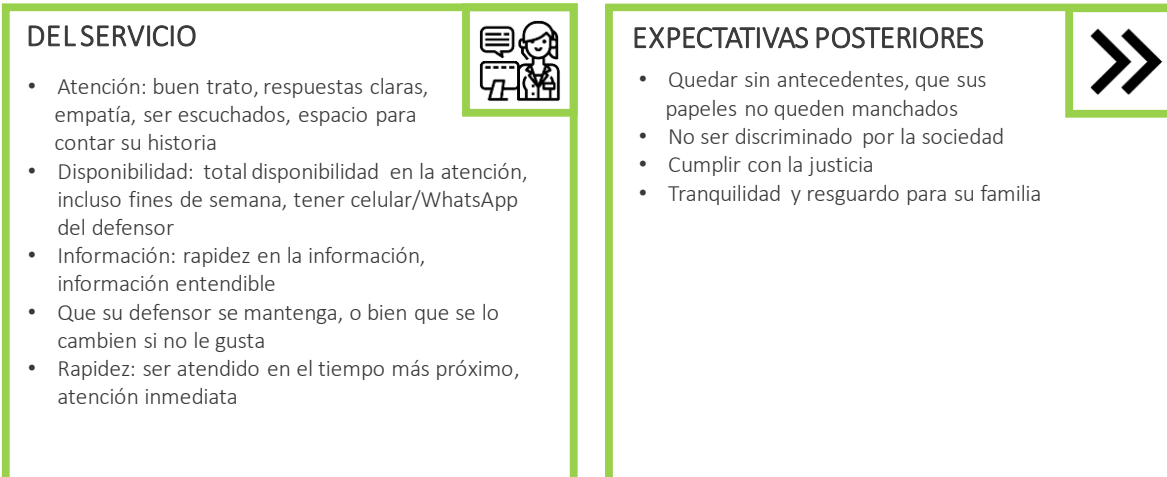 DEL SERVICIO
• Atención: buen trato, respuestas claras,
empatía, ser escuchados, espacio para
contar su historia
• Disponibilidad: total disponibilidad en la atención,
incluso fines de semana, tener celular/WhatsApp
del defensor
• Información: rapidez en la información,
información entendible
• Que su defensor se mantenga, o bien que se lo
cambien si no le gusta
• Rapidez: ser atendido en el tiempo más próximo,
atención inmediata
EXPECTATIVAS POSTERIORES
• Quedar sin antecedentes, que sus
papeles no queden manchados
• No ser discriminado por la sociedad
• Cumplir con la justicia
• Tranquilidad y resguardo para su familia